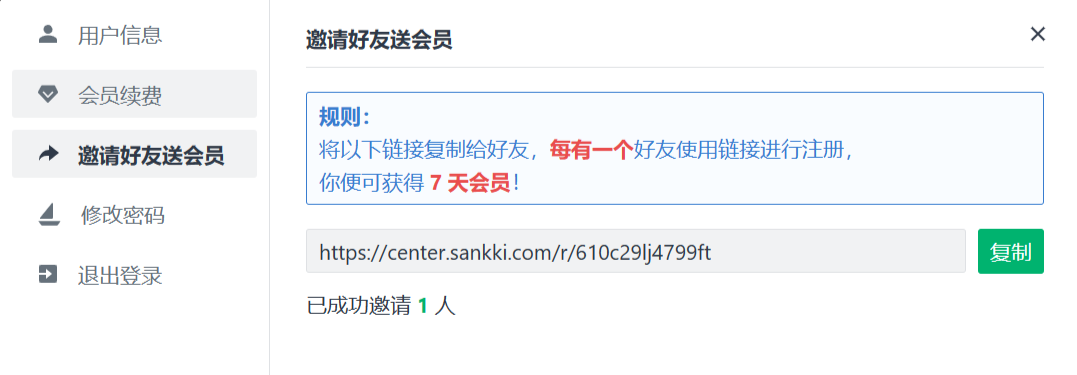 用户信息
会员续费
邀请好友送会员
修改密码
退出登录
邀请好友送会员
规则：
将以下链接复制给好友，每有一个好友使用链接进行注册，
你便可获得 7 天会员！
https://center.sankki.com/r/610c29lj4799ft
复制
已成功邀请 1 人